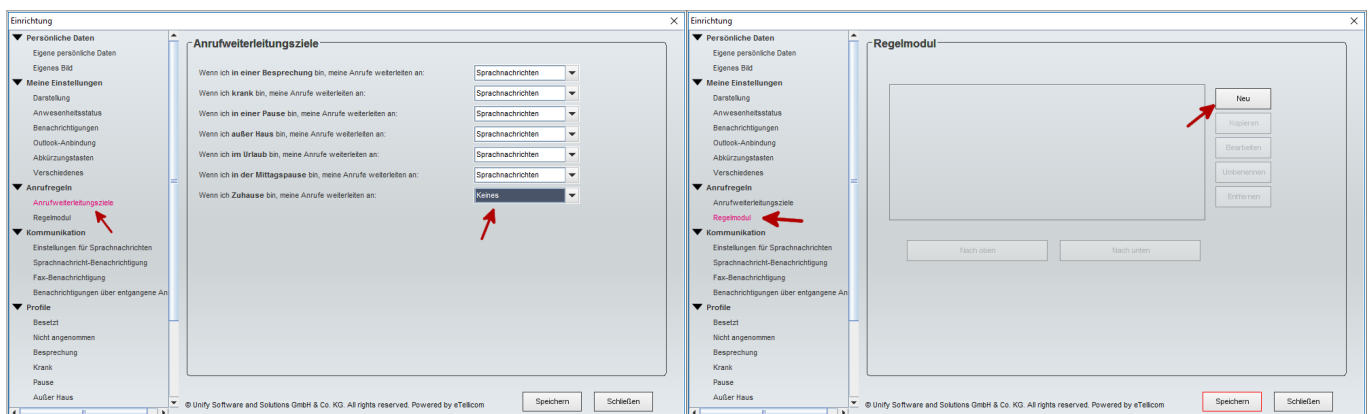 Einrichtung
Persönliche Daten
Eigene persönliche Daten
Eigenes Bild
Meine Einstellungen
Darstellung
Anwesenheitsstatus
Benachrichtigungen
Outlook-Anbindung
Abkürzungstasten
Verschiedenes
Anrufregeln
Anrufweiterleitungsziele
Regelmodul
Kommunikation
Einstellungen für Sprachnachrichten
Sprachnachricht-Benachrichtigung
Fax-Benachrichtigung
Benachrichtigungen über entgangene An
Profile
Besetzt
Nicht angenommen
Besprechung
Krank
Pause
Außer Haus
Anrufweiterleitungsziele
Wenn ich in einer Besprechung bin, meine Anrufe weiterleiten an: Sprachnachrichten
Wenn ich krank bin, meine Anrufe weiterleiten an: Sprachnachrichten
Wenn ich in einer Pause bin, meine Anrufe weiterleiten an: Sprachnachrichten
Wenn ich außer Haus bin, meine Anrufe weiterleiten an: Sprachnachrichten
Wenn ich im Urlaub bin, meine Anrufe weiterleiten an: Sprachnachrichten
Wenn ich in der Mittagspause bin, meine Anrufe weiterleiten an: Sprachnachrichten
Wenn ich Zuhause bin, meine Anrufe weiterleiten an: Keines
© Unify Software and Solutions GmbH & Co. KG. All rights reserved. Powered by eTellicom
Speichern Schließen
Einrichtung
Persönliche Daten
Eigene persönliche Daten
Eigenes Bild
Meine Einstellungen
Darstellung
Anwesenheitsstatus
Benachrichtigungen
Outlook-Anbindung
Abkürzungstasten
Verschiedenes
Anrufregeln
Anrufweiterleitungsziele
Regelmodul
Kommunikation
Einstellungen für Sprachnachrichten
Sprachnachricht-Benachrichtigung
Fax-Benachrichtigung
Benachrichtigungen über entgangene An
Profile
Besetzt
Nicht angenommen
Besprechung
Krank
Pause
Außer Haus
Regelmodul
Neu
Kopieren
Bearbeiten
Umbenennen
Entfernen
Nach oben Nach unten
© Unify Software and Solutions GmbH & Co. KG. All rights reserved. Powered by eTellicom
Speichern Schließen